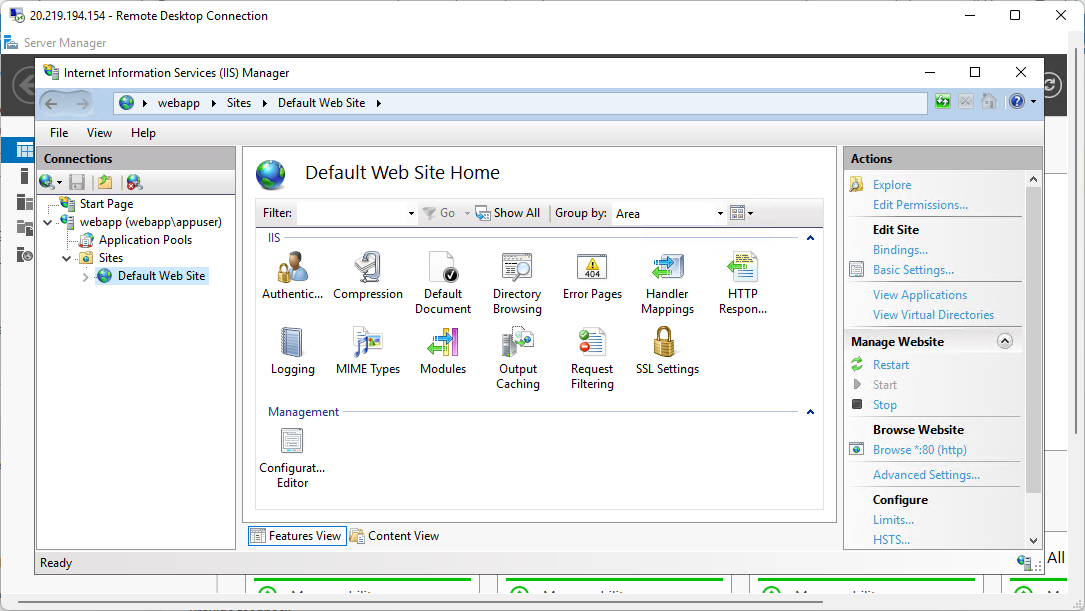 20.219.194.154 - Remote Desktop Connection
Server Manager
Internet Information Services (IIS) Manager
webapp Sites Default Web Site
File View Help
Connections
Start Page
webapp (webapp\appuser)
Application Pools
Sites
Default Web Site
Default Web Site Home
Filter: Go Show All Group by: Area
IIS
Authentic... Compression Default Document Directory Browsing Error Pages Handler Mappings HTTP Respon...
404
Logging MIME Types Modules Output Caching Request Filtering SSL Settings
Management
Configurat... Editor
Features View Content View
Actions
Explore
Edit Permissions...
Edit Site
Bindings...
Basic Settings...
View Applications
View Virtual Directories
Manage Website
Restart
Start
Stop
Browse Website
Browse *:80 (http)
Advanced Settings...
Configure
Limits...
HSTS...
Ready
All